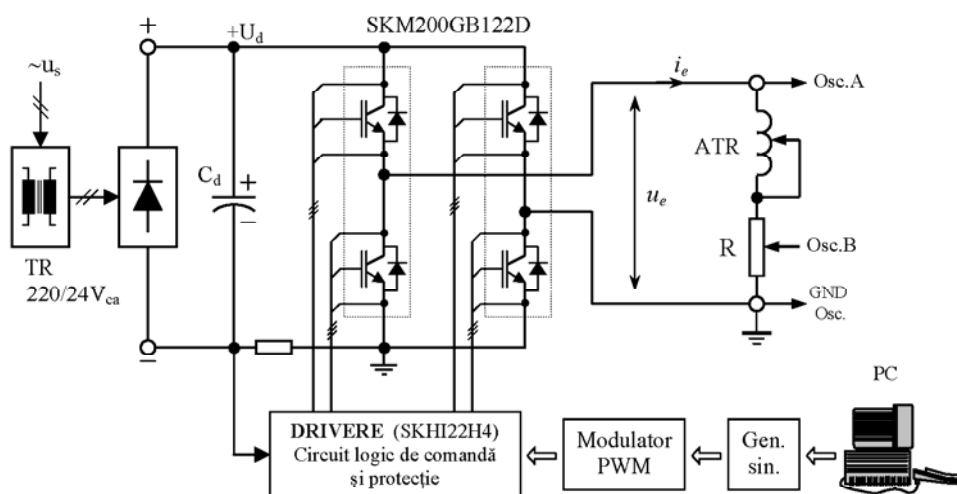 SKM200GB122D
+
+U_d
~u_s
i_e
Osc.A
ATR
C_d
+
−
u_e
TR
220/24V_ca
R
Osc.B
GND
Osc.
−
PC
DRIVERE (SKHI22H4)
Circuit logic de comandă
și protecție
Modulator
PWM
Gen.
sin.